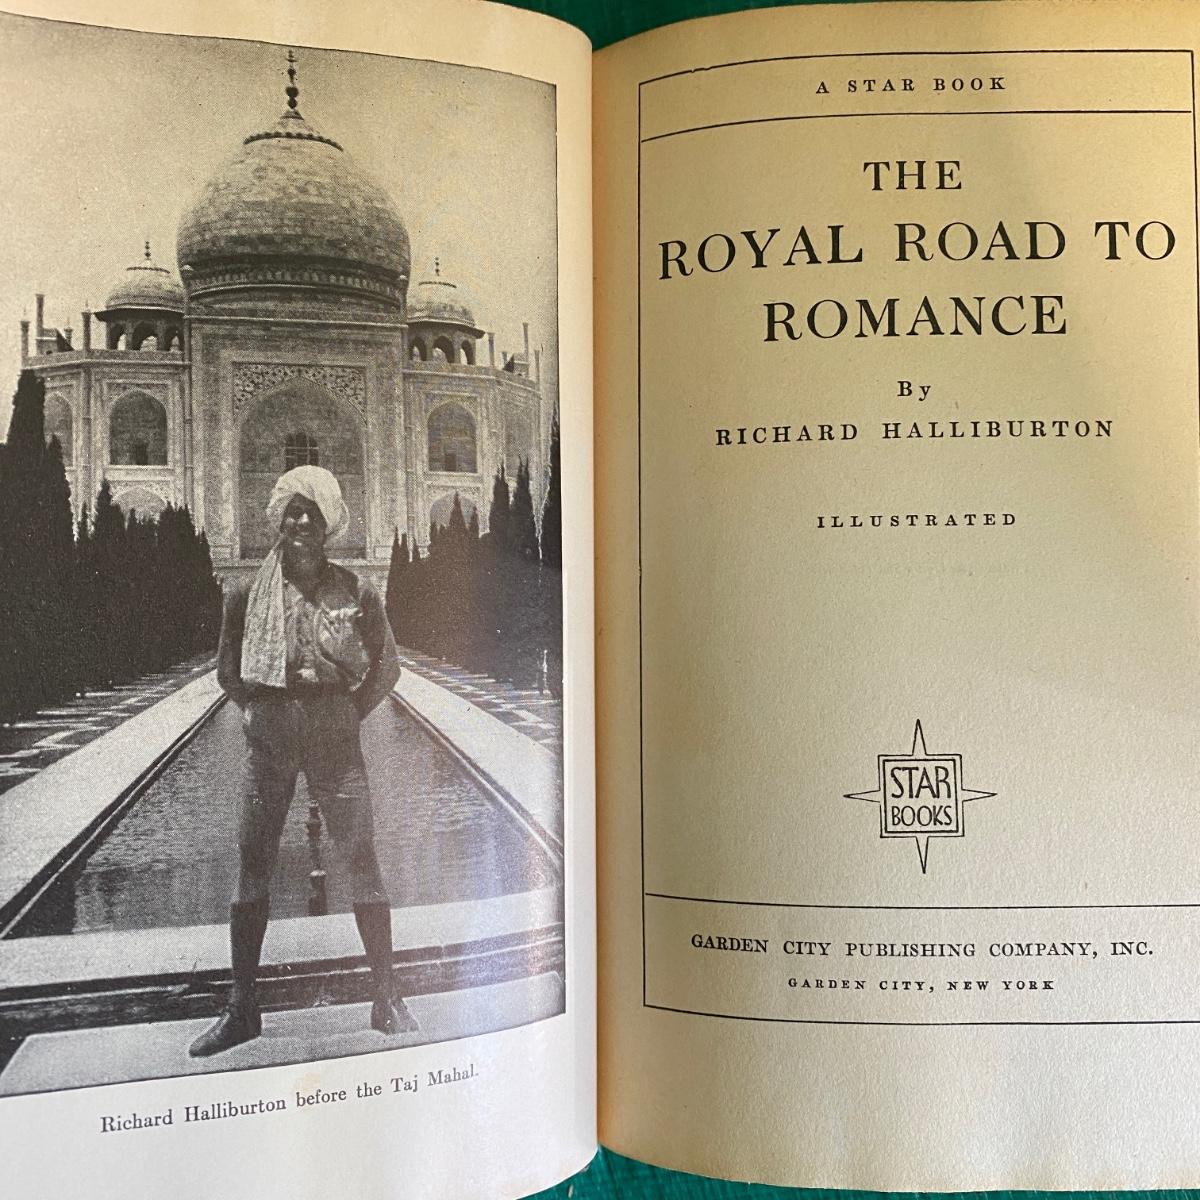 Richard Halliburton before the Taj Mahal.
A STAR BOOK
THE
ROYAL ROAD TO
ROMANCE
By
RICHARD HALLIBURTON
ILLUSTRATED
STAR
BOOKS
GARDEN CITY PUBLISHING COMPANY, INC.
GARDEN CITY, NEW YORK